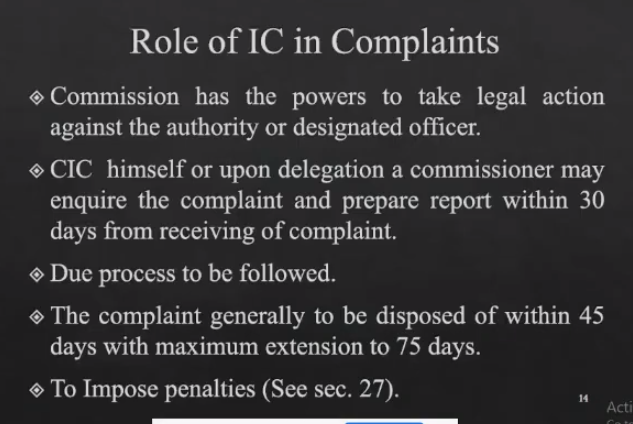 Role of IC in Complaints
Commission has the powers to take legal action
against the authority or designated officer.
CIC himself or upon delegation a commissioner may
enquire the complaint and prepare report within 30
days from receiving of complaint.
Due process to be followed.
The complaint generally to be disposed of within 45
days with maximum extension to 75 days.
To Impose penalties (See sec. 27).
14
Acti